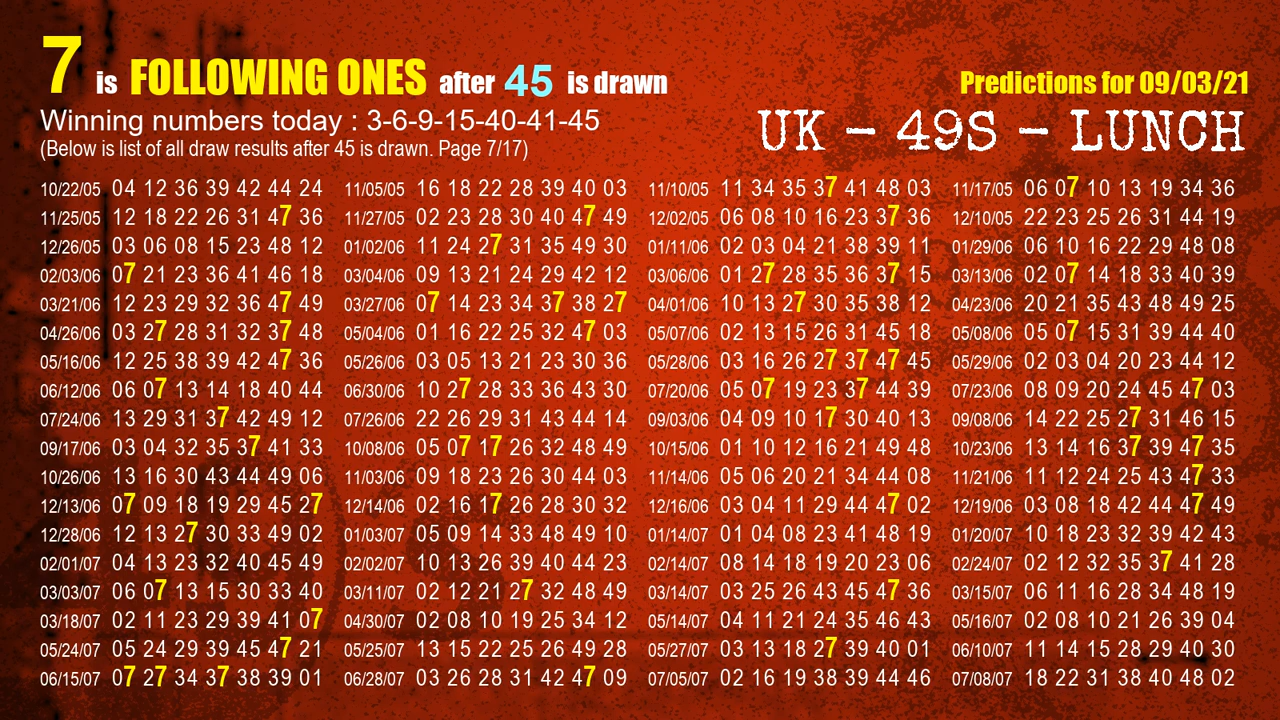 7 is FOLLOWING ONES after 45 is drawn
Predictions for 09/03/21
Winning numbers today : 3-6-9-15-40-41-45
UK - 49S - LUNCH
(Below is list of all draw results after 45 is drawn. Page 7/17)
10/22/05 04 12 36 39 42 44 24 11/05/05 16 18 22 28 39 40 03 11/10/05 11 34 35 37 41 48 03 11/17/05 06 07 10 13 19 34 36
11/25/05 12 18 22 26 31 47 36 11/27/05 02 23 28 30 40 47 49 12/02/05 06 08 10 16 23 37 36 12/10/05 22 23 25 26 31 44 19
12/26/05 03 06 08 15 23 48 12 01/02/06 11 24 27 31 35 49 30 01/11/06 02 03 04 21 38 39 11 01/29/06 06 10 16 22 29 48 08
02/03/06 07 21 23 36 41 46 18 03/04/06 09 13 21 24 29 42 12 03/06/06 01 27 28 35 36 37 15 03/13/06 02 07 14 18 33 40 39
03/21/06 12 23 29 32 36 47 49 03/27/06 07 14 23 34 37 38 27 04/01/06 10 13 27 30 35 38 12 04/23/06 20 21 35 43 48 49 25
04/26/06 03 27 28 31 32 37 48 05/04/06 01 16 22 25 32 47 03 05/07/06 02 13 15 26 31 45 18 05/08/06 05 07 15 31 39 44 40
05/16/06 12 25 38 39 42 47 36 05/26/06 03 05 13 21 23 30 36 05/28/06 03 16 26 27 37 47 45 05/29/06 02 03 04 20 23 44 12
06/12/06 06 07 13 14 18 40 44 06/30/06 10 27 28 33 36 43 30 07/20/06 05 07 19 23 37 44 39 07/23/06 08 09 20 24 45 47 03
07/24/06 13 29 31 37 42 49 12 07/26/06 22 26 29 31 43 44 14 09/03/06 04 09 10 17 30 40 13 09/08/06 14 22 25 27 31 46 15
09/17/06 03 04 32 35 37 41 33 10/08/06 05 07 17 26 32 48 49 10/15/06 01 10 12 16 21 49 48 10/23/06 13 14 16 37 39 47 35
10/26/06 13 16 30 43 44 49 06 11/03/06 09 18 23 26 30 44 03 11/14/06 05 06 20 21 34 44 08 11/21/06 11 12 24 25 43 47 33
12/13/06 07 09 18 19 29 45 27 12/14/06 02 16 17 26 28 30 32 12/16/06 03 04 11 29 44 47 02 12/19/06 03 08 18 42 44 47 49
12/28/06 12 13 27 30 33 49 02 01/03/07 05 09 14 33 48 49 10 01/14/07 01 04 08 23 41 48 19 01/20/07 10 18 23 32 39 42 43
02/01/07 04 13 23 32 40 45 49 02/02/07 10 13 26 39 40 44 23 02/14/07 08 14 18 19 20 23 06 02/24/07 02 12 32 35 37 41 28
03/03/07 06 07 13 15 30 33 40 03/11/07 02 12 21 27 32 48 49 03/14/07 03 25 26 43 45 47 36 03/15/07 06 11 16 28 34 48 19
03/18/07 02 11 23 29 39 41 07 04/30/07 02 08 10 19 25 34 12 05/14/07 04 11 21 24 35 46 43 05/16/07 02 08 10 21 26 39 04
05/24/07 05 24 29 39 45 47 21 05/25/07 13 15 22 25 26 49 28 05/27/07 03 13 18 27 39 40 01 06/10/07 11 14 15 28 29 40 30
06/15/07 07 27 34 37 38 39 01 06/28/07 03 26 28 31 42 47 09 07/05/07 02 16 19 38 39 44 46 07/08/07 18 22 31 38 40 48 02